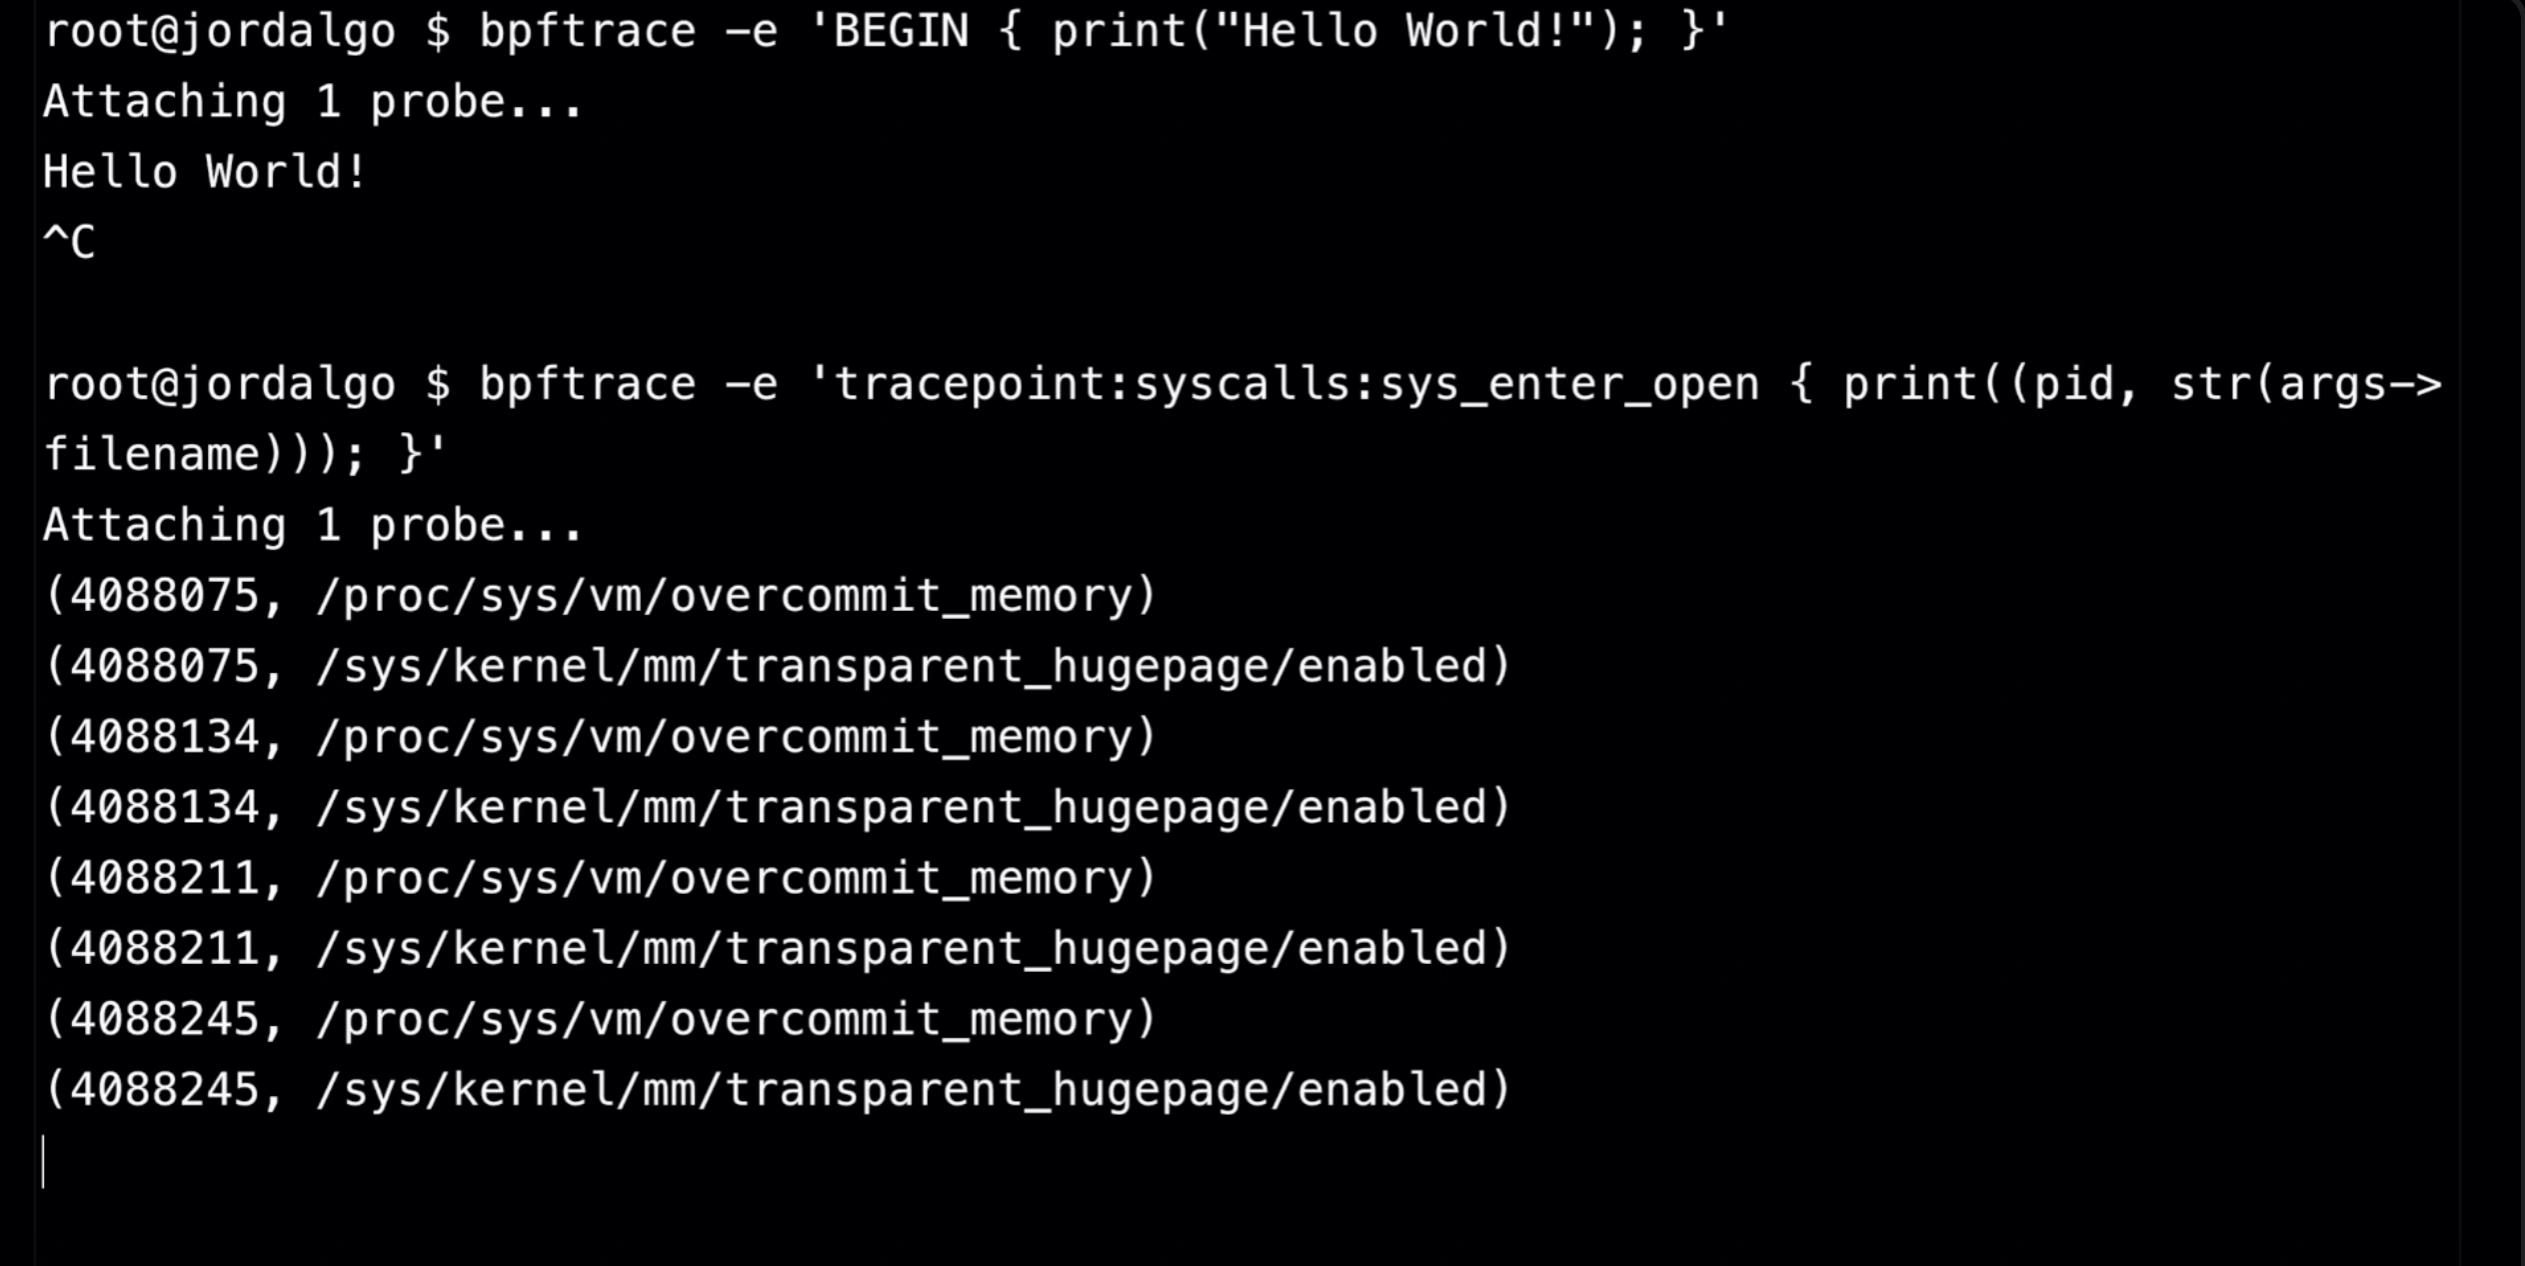 root@jordalgo $ bpftrace -e 'BEGIN { print("Hello World!"); }'
Attaching 1 probe...
Hello World!
^C
root@jordalgo $ bpftrace -e 'tracepoint:syscalls:sys_enter_open { print((pid, str(args->
filename))); }'
Attaching 1 probe...
(4088075, /proc/sys/vm/overcommit_memory)
(4088075, /sys/kernel/mm/transparent_hugepage/enabled)
(4088134, /proc/sys/vm/overcommit_memory)
(4088134, /sys/kernel/mm/transparent_hugepage/enabled)
(4088211, /proc/sys/vm/overcommit_memory)
(4088211, /sys/kernel/mm/transparent_hugepage/enabled)
(4088245, /proc/sys/vm/overcommit_memory)
(4088245, /sys/kernel/mm/transparent_hugepage/enabled)